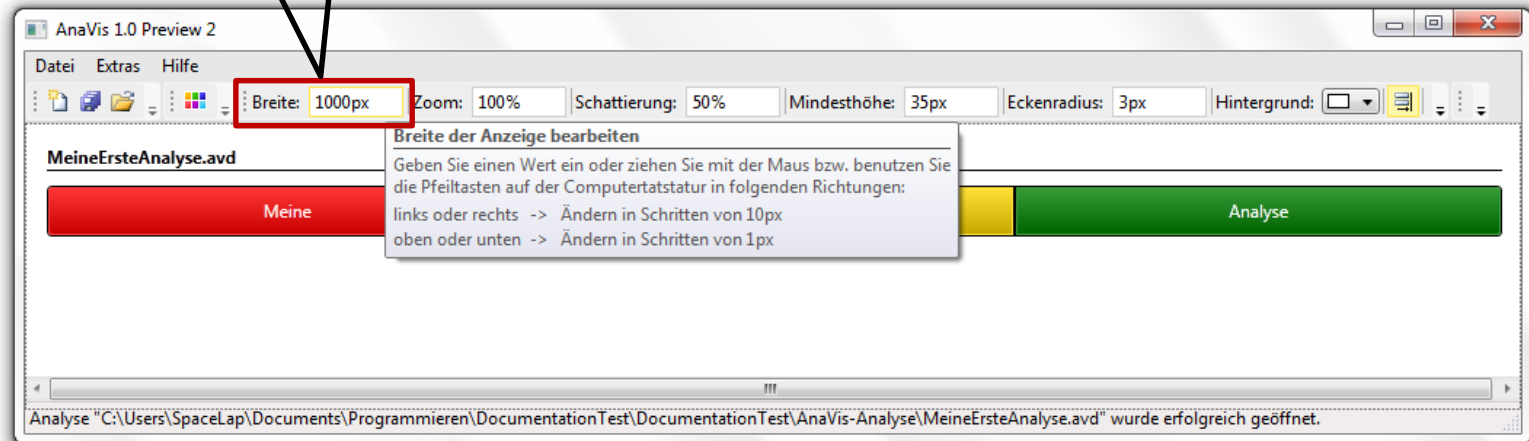 AnaVis 1.0 Preview 2
Datei Extras Hilfe
Breite: 1000px Zoom: 100% Schattierung: 50% Mindesthöhe: 35px Eckenradius: 3px Hintergrund:
Breite der Anzeige bearbeiten
MeineErsteAnalyse.avd
Geben Sie einen Wert ein oder ziehen Sie mit der Maus bzw. benutzen Sie
die Pfeiltasten auf der Computertatstatur in folgenden Richtungen:
links oder rechts -> Ändern in Schritten von 10px
oben oder unten -> Ändern in Schritten von 1px
Meine
Analyse
Analyse "C:\Users\SpaceLap\Documents\Programmieren\DocumentationTest\DocumentationTest\AnaVis-Analyse\MeineErsteAnalyse.avd" wurde erfolgreich geöffnet.